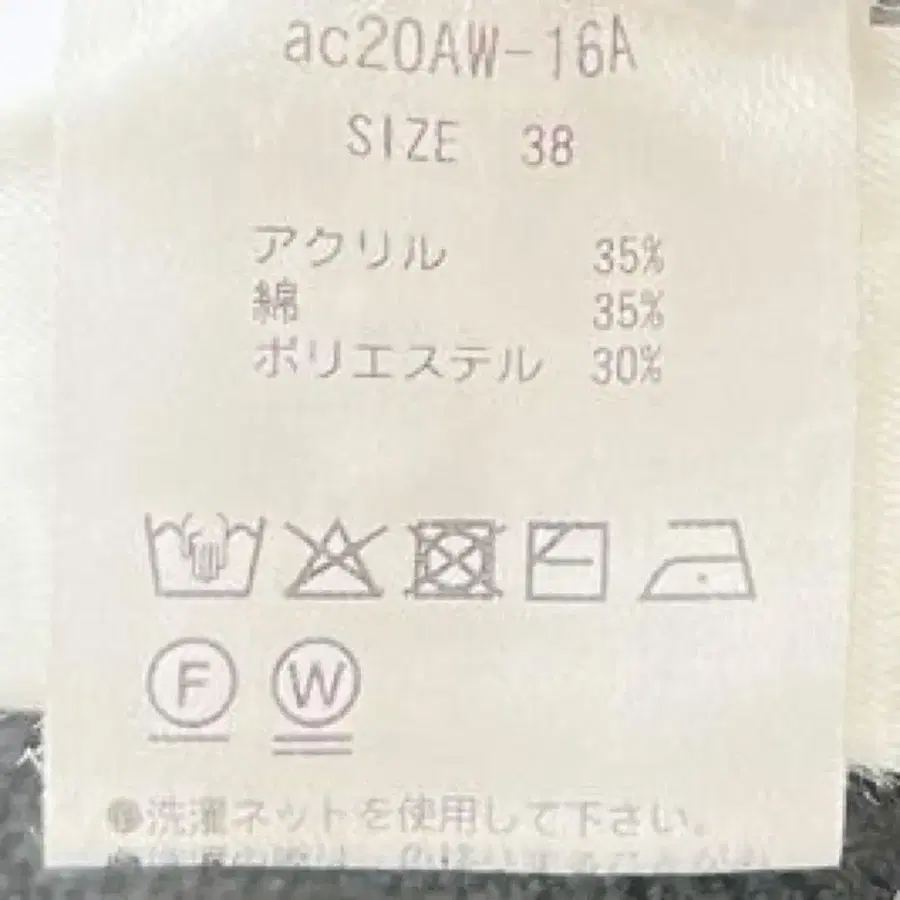 ac20AW-16A
SIZE 38
アクリル 35%
綿 35%
ポリエステル 30%
F W
洗濯ネットを使用して下さい。